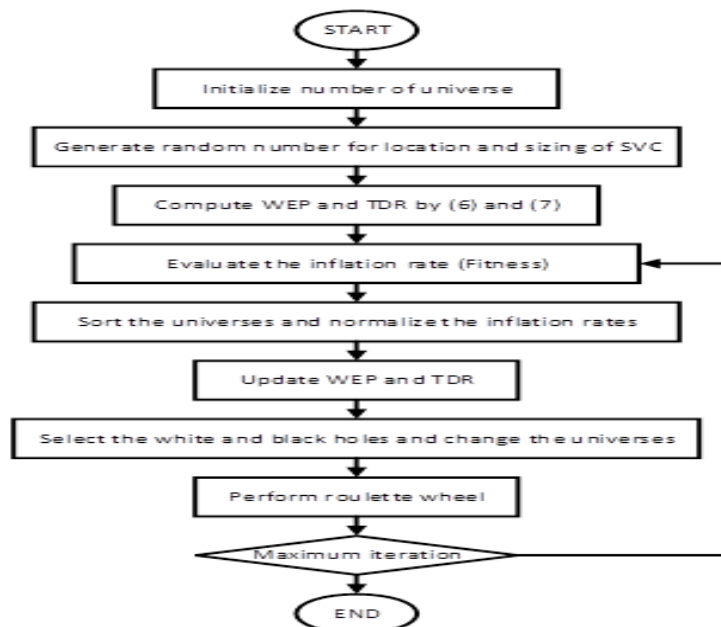 START
Initialize number of universe
Generate random number for location and sizing of SVC
Compute WEP and TDR by (6) and (7)
Evaluate the inflation rate (Fitness)
Sort the universes and normalize the inflation rates
Update WEP and TDR
Select the white and black holes and change the universes
Perform roulette wheel
Maximum iteration
END